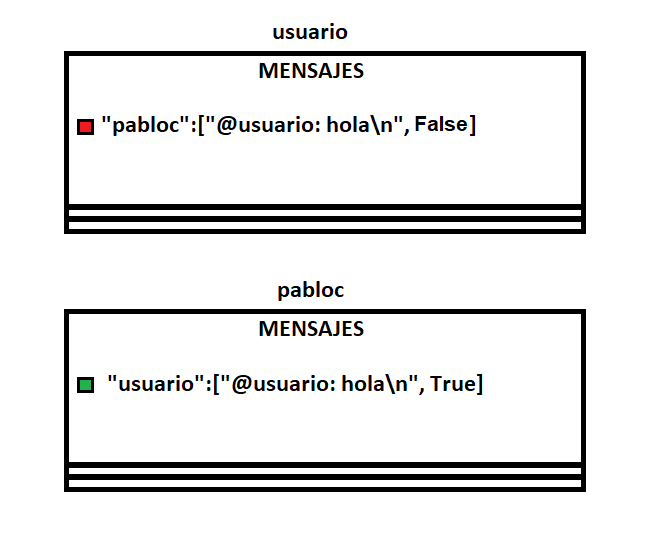 usuario
MENSAJES
"pabloc":["@usuario: hola\n", False]
pabloc
MENSAJES
"usuario":["@usuario: hola\n", True]